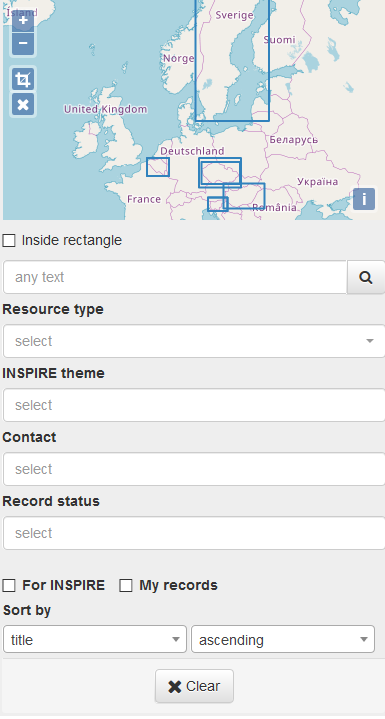 Ísland
+
−
Sverige
Suomi
Norge
United Kingdom
Беларусь
Deutschland
Україна
France
România
i
Inside rectangle
any text
Resource type
select
INSPIRE theme
select
Contact
select
Record status
select
For INSPIRE My records
Sort by
title ascending
Clear